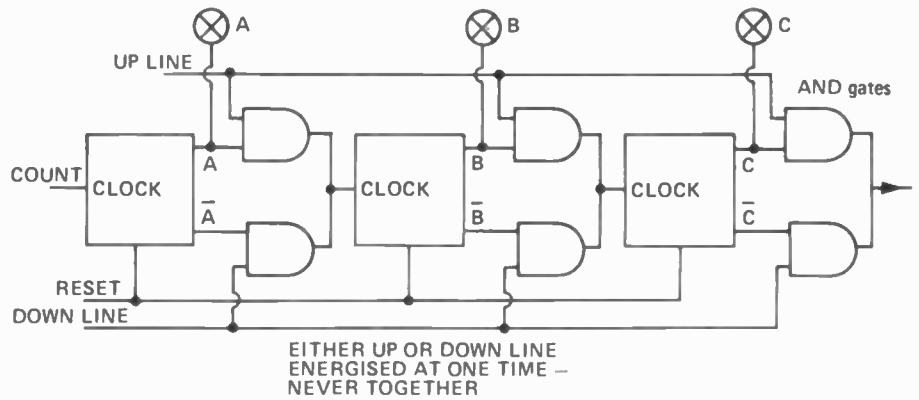 A
B
C
UP LINE
AND gates
A
B
C
COUNT
CLOCK
CLOCK
CLOCK
A̅
B̅
C̅
RESET
DOWN LINE
EITHER UP OR DOWN LINE
ENERGISED AT ONE TIME –
NEVER TOGETHER